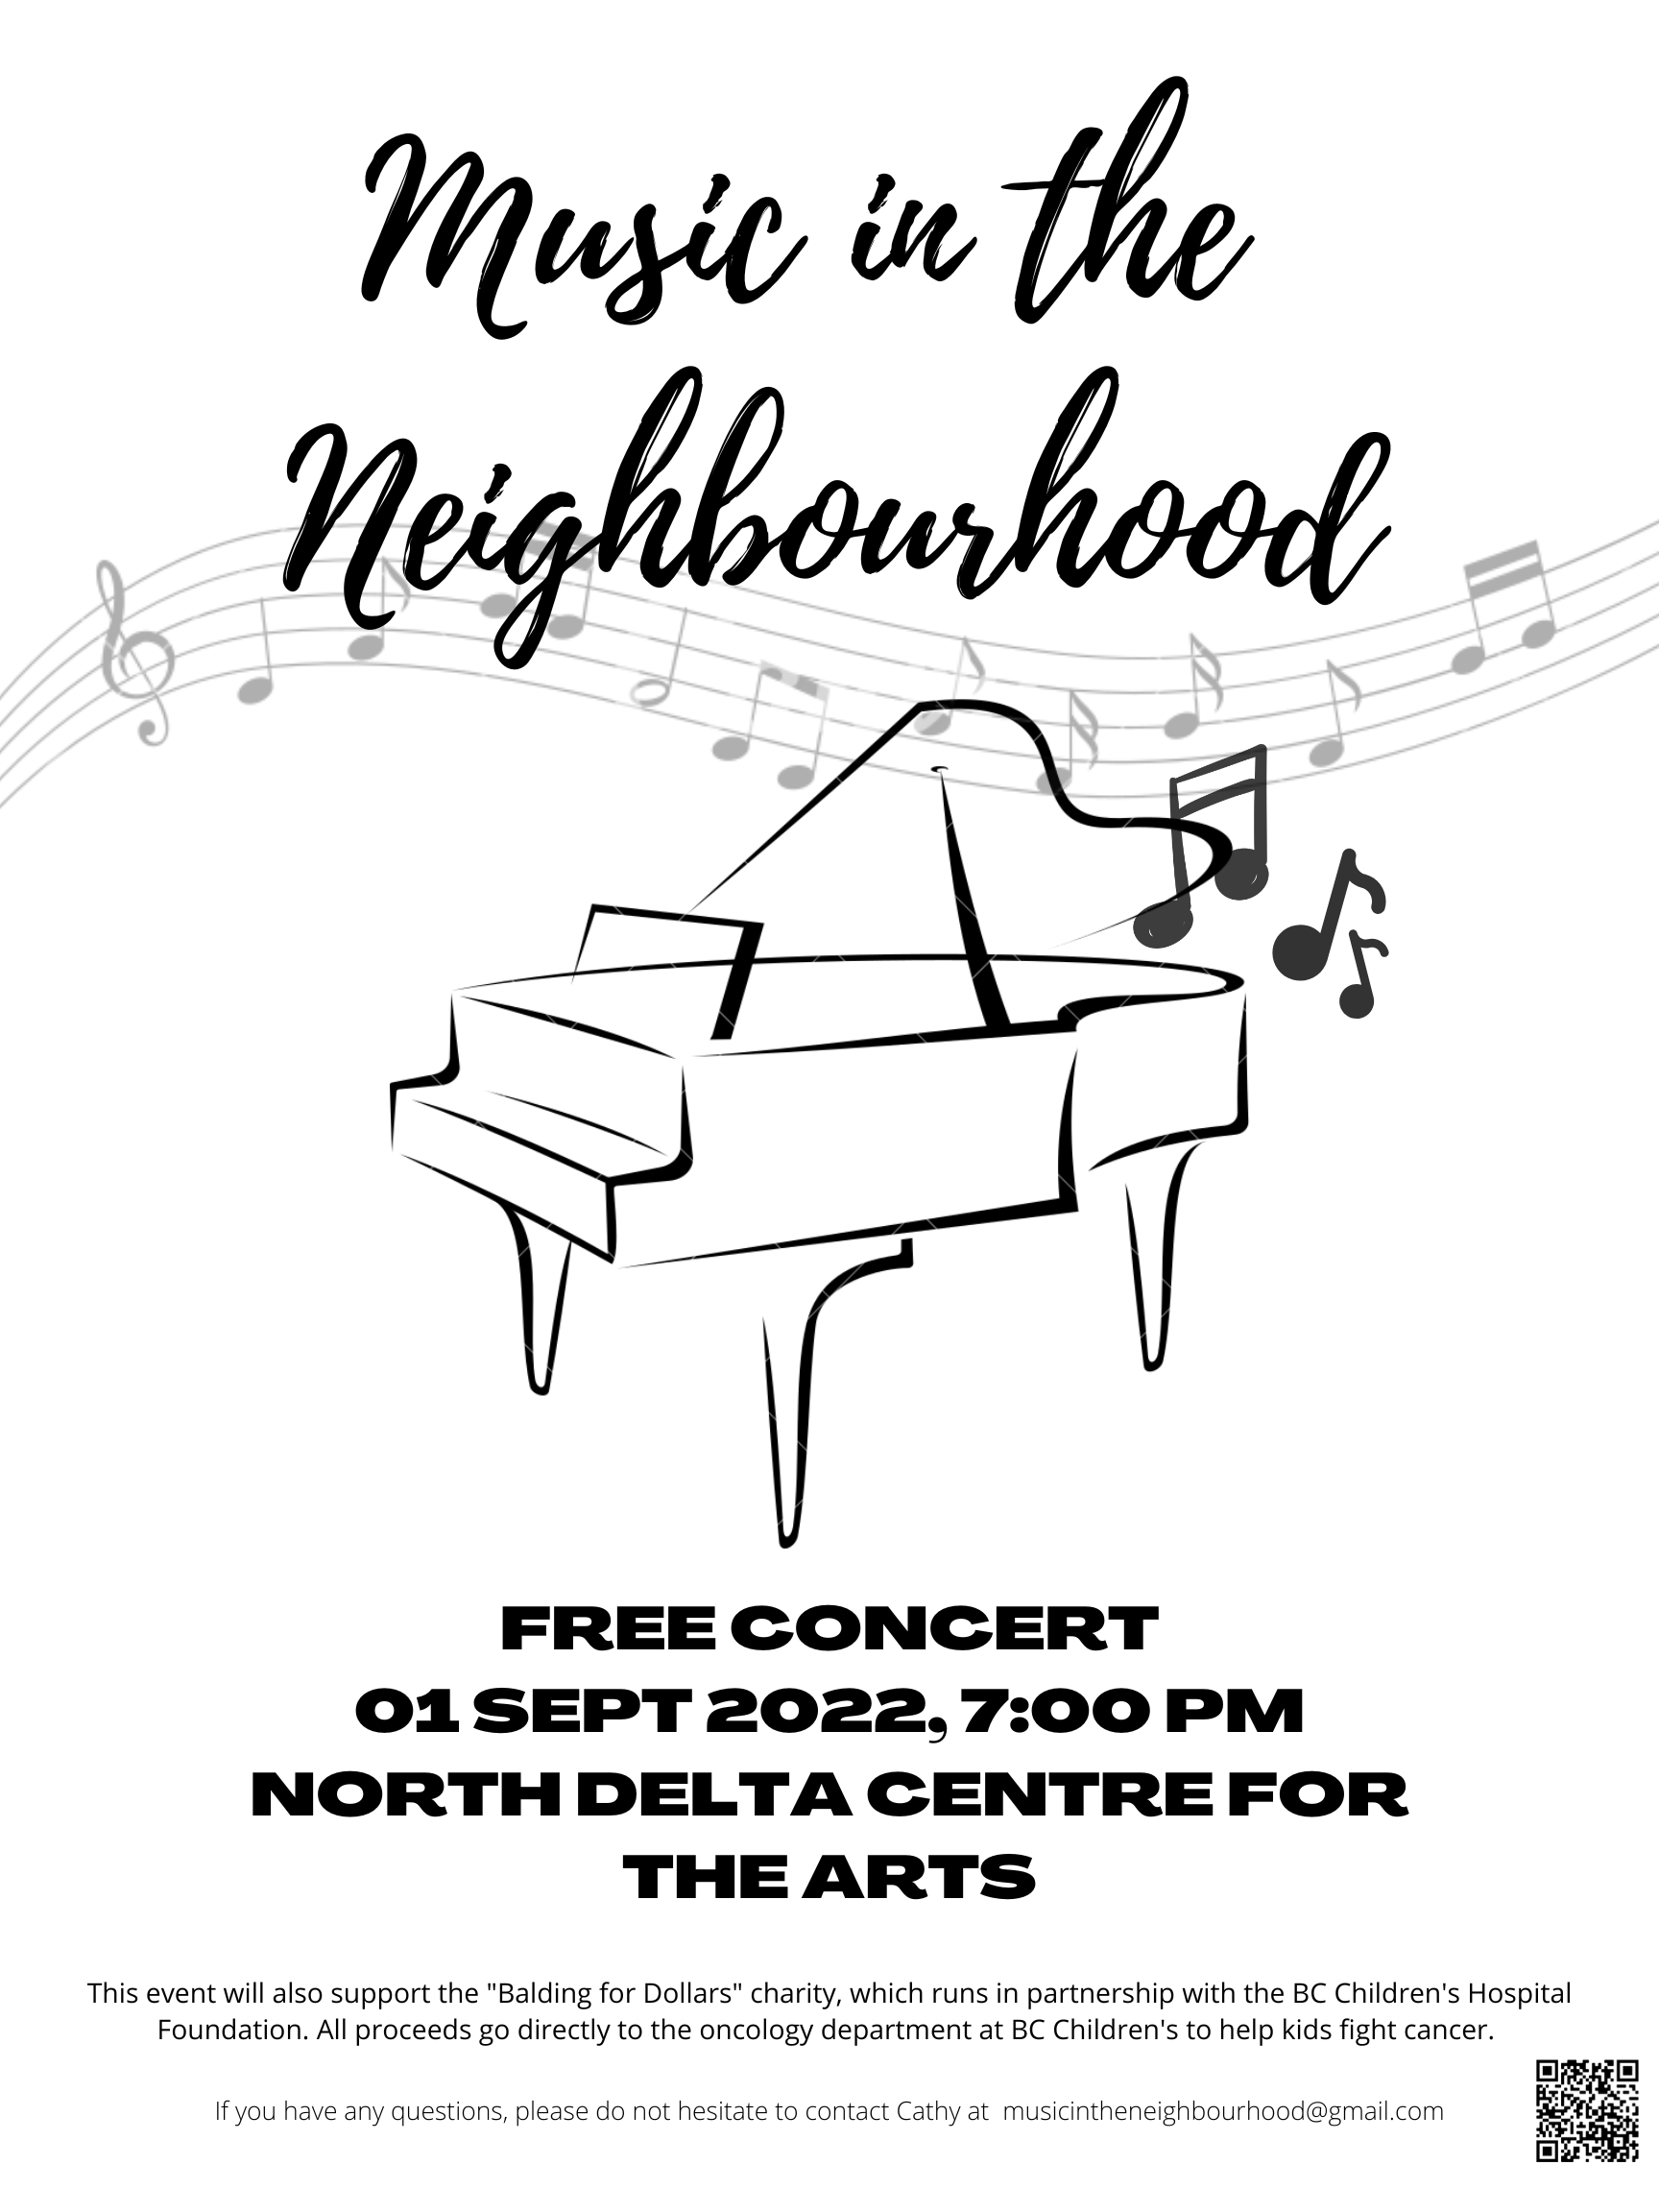 Music in the
Neighbourhood
FREE CONCERT
01 SEPT 2022, 7:00 PM
NORTH DELTA CENTRE FOR
THE ARTS
This event will also support the "Balding for Dollars" charity, which runs in partnership with the BC Children's Hospital
Foundation. All proceeds go directly to the oncology department at BC Children's to help kids fight cancer.
If you have any questions, please do not hesitate to contact Cathy at  musicintheneighbourhood@gmail.com